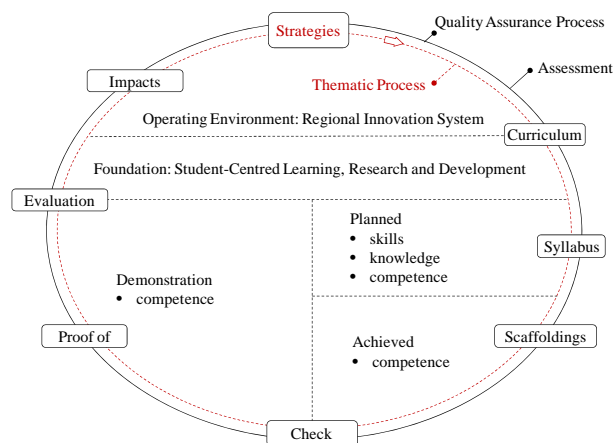 Strategies
Quality Assurance Process
Assessment
Impacts
Thematic Process
Operating Environment: Regional Innovation System
Curriculum
Foundation: Student-Centred Learning, Research and Development
Evaluation
Planned
• skills
• knowledge
• competence
Syllabus
Demonstration
• competence
Proof of
Achieved
• competence
Scaffoldings
Check